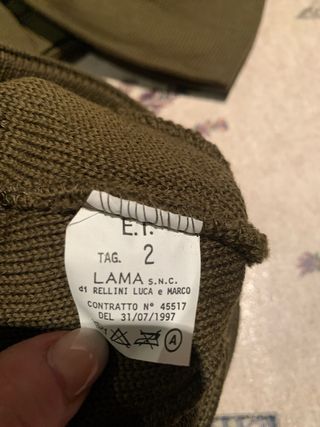 E.I.
TAG. 2
LAMA S.N.C.
di RELLINI LUCA e MARCO
CONTRATTO N° 45517
DEL 31/07/1997
A